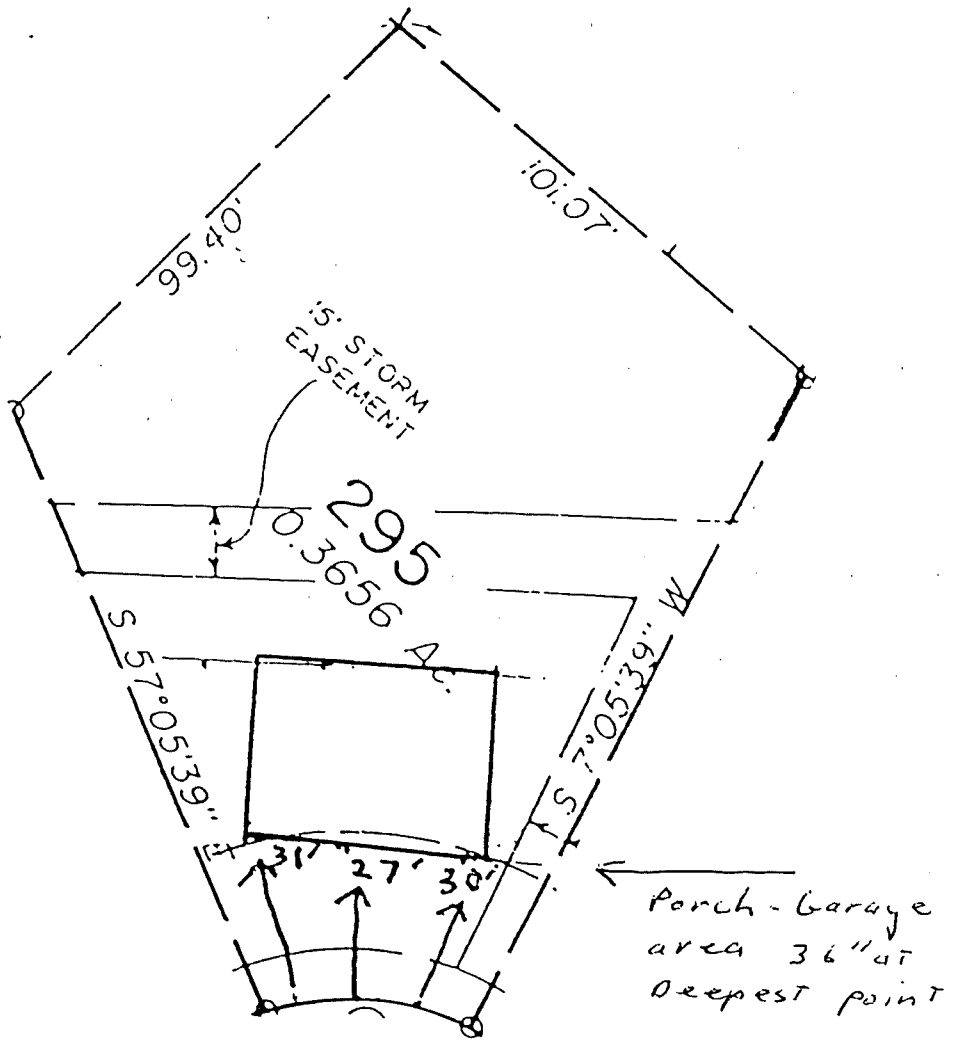 99.40'
101.07'
15' STORM
EASEMENT
295
0.3656 Ac.
S 57°05'39"
S 7°05'39" W
31' 27' 30'
Porch - Garage
area 36" at
Deepest point